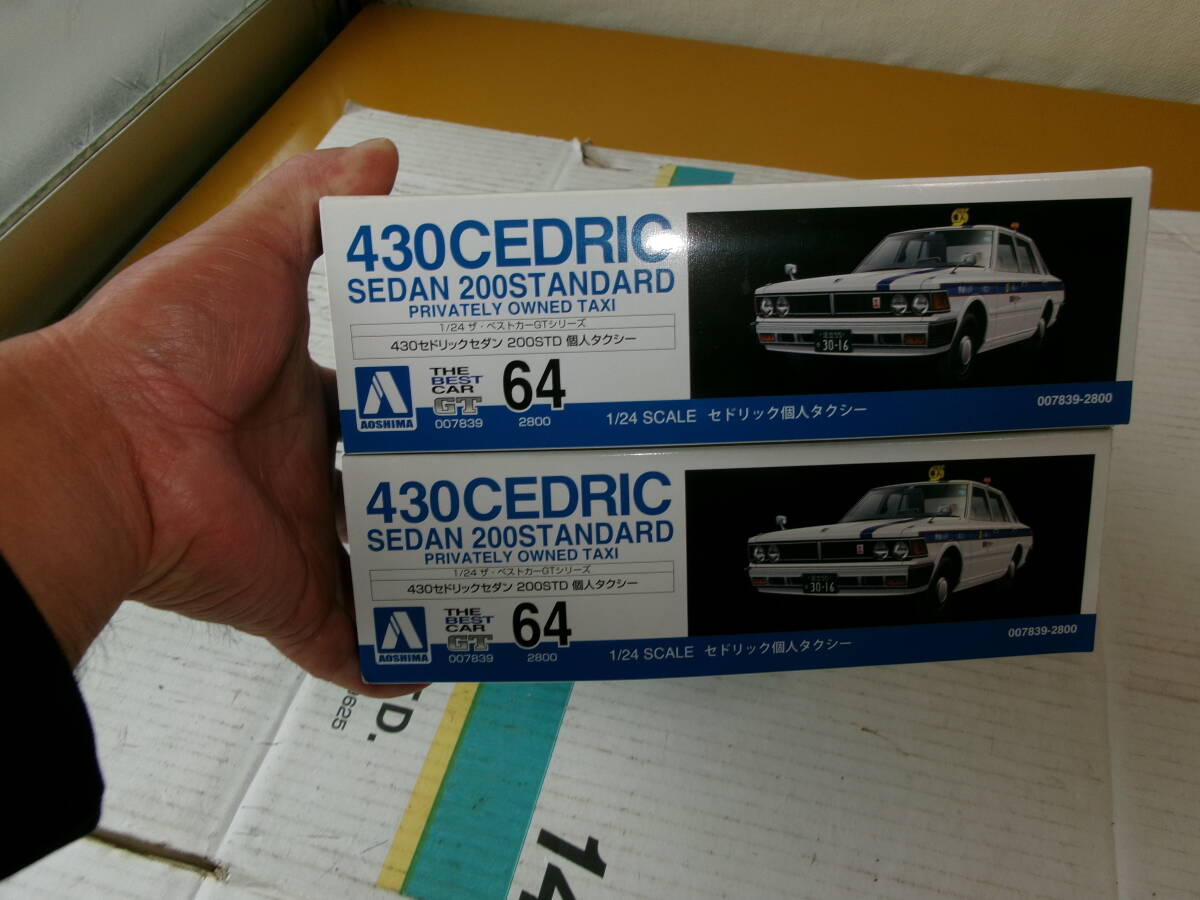 430CEDRIC
SEDAN 200STANDARD
PRIVATELY OWNED TAXI
1/24 ザ・ベストカーGTシリーズ
430セドリックセダン 200STD 個人タクシー
AOSHIMA
THE
BEST
CAR
GT
007839
64
2800
1/24 SCALE セドリック個人タクシー
007839-2800
30-16
430CEDRIC
SEDAN 200STANDARD
PRIVATELY OWNED TAXI
1/24 ザ・ベストカーGTシリーズ
430セドリックセダン 200STD 個人タクシー
AOSHIMA
THE
BEST
CAR
GT
007839
64
2800
1/24 SCALE セドリック個人タクシー
007839-2800
30-16
TD.
8625
14